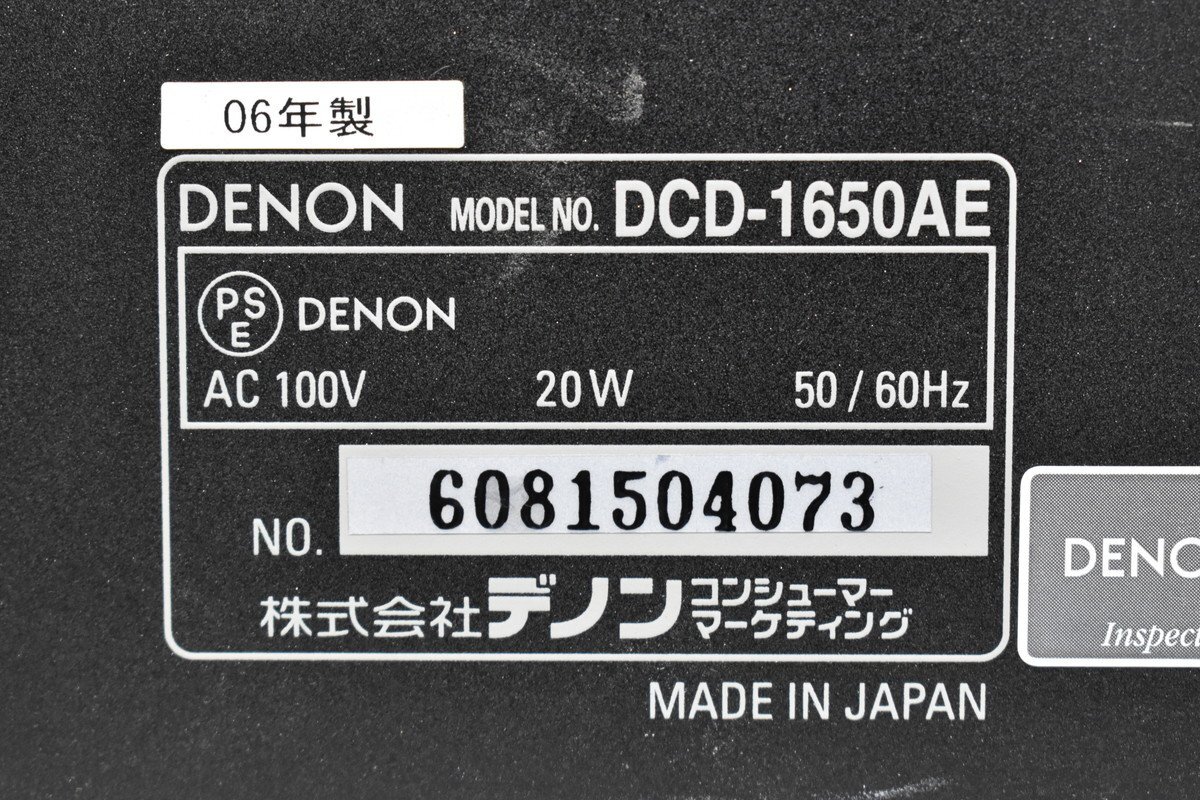 06年製
DENON MODEL NO. DCD-1650AE
PSE DENON
AC 100V 20W 50 / 60Hz
NO. 6081504073
株式会社デノン コンシューマー
マーケティング
MADE IN JAPAN
DENO
Inspec